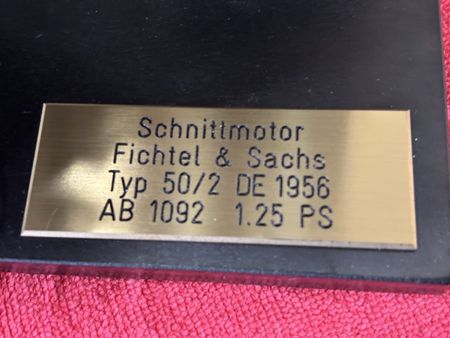 Schnittmotor
Fichtel & Sachs
Typ 50/2 DE 1956
AB 1092 1.25 PS